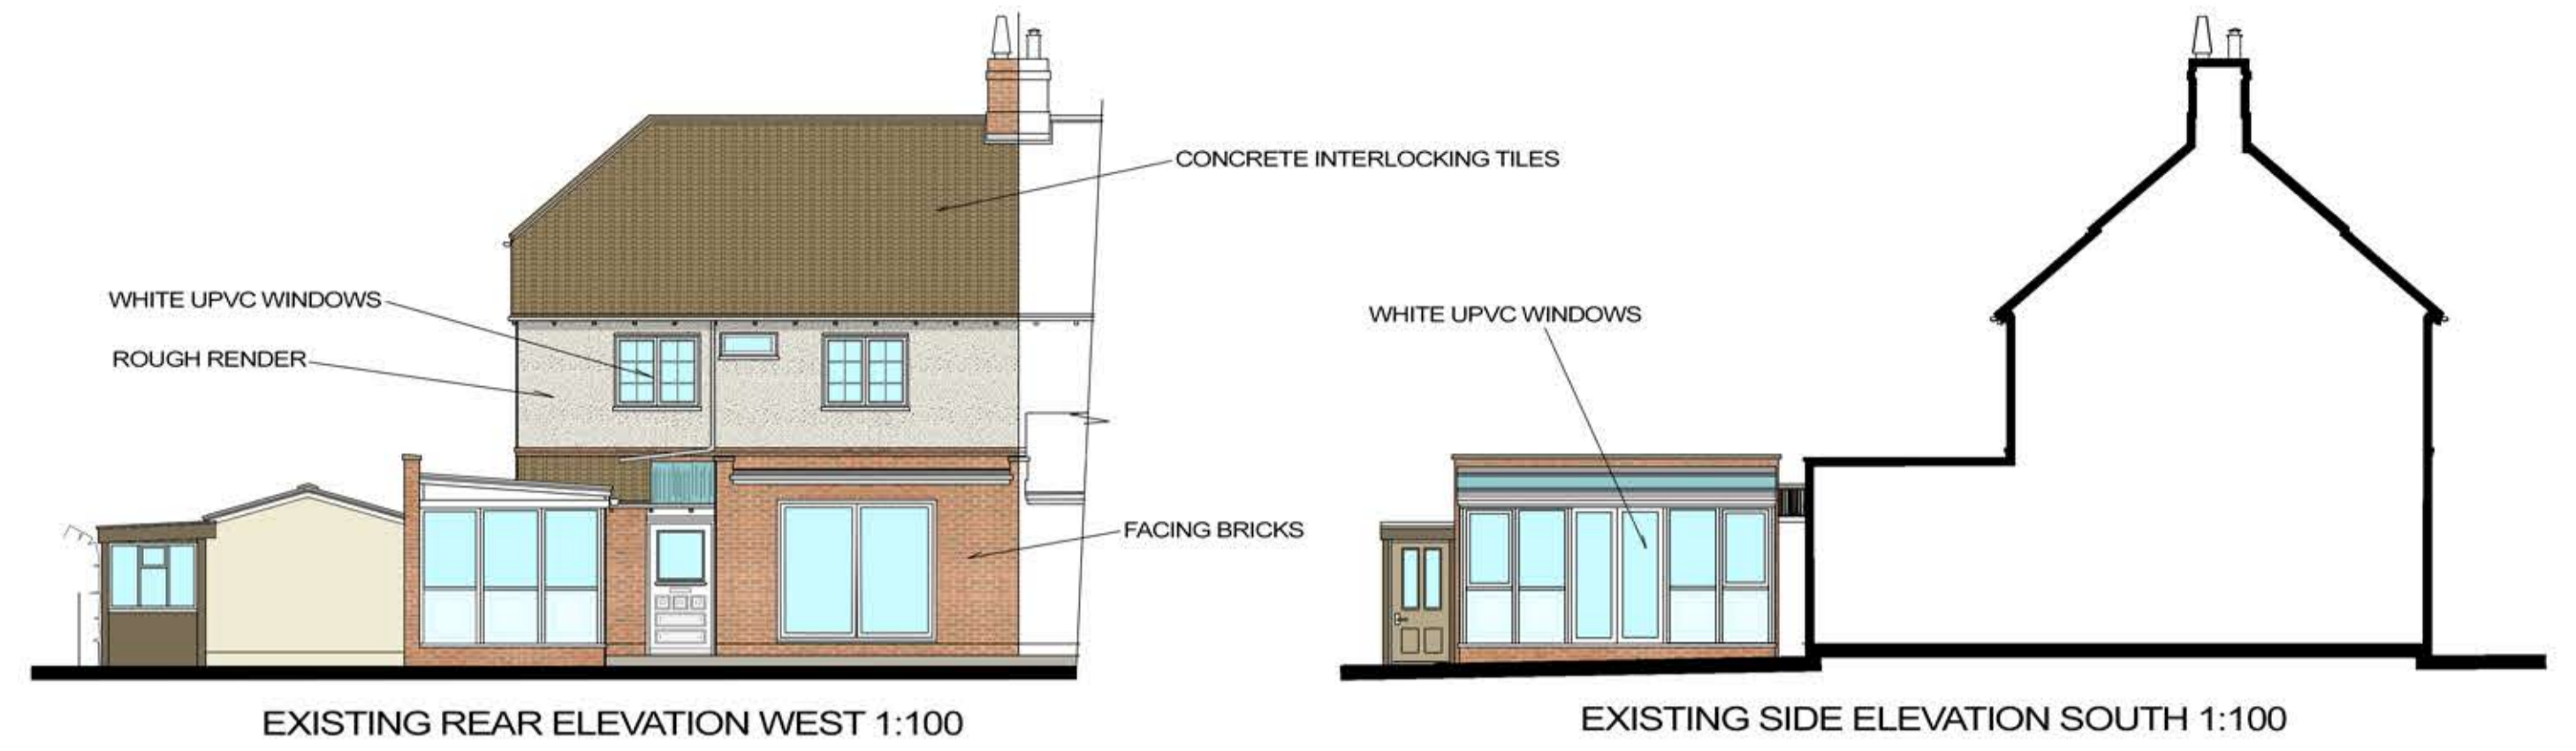 CONCRETE INTERLOCKING TILES
WHITE UPVC WINDOWS
ROUGH RENDER
FACING BRICKS
EXISTING REAR ELEVATION WEST 1:100
WHITE UPVC WINDOWS
EXISTING SIDE ELEVATION SOUTH 1:100